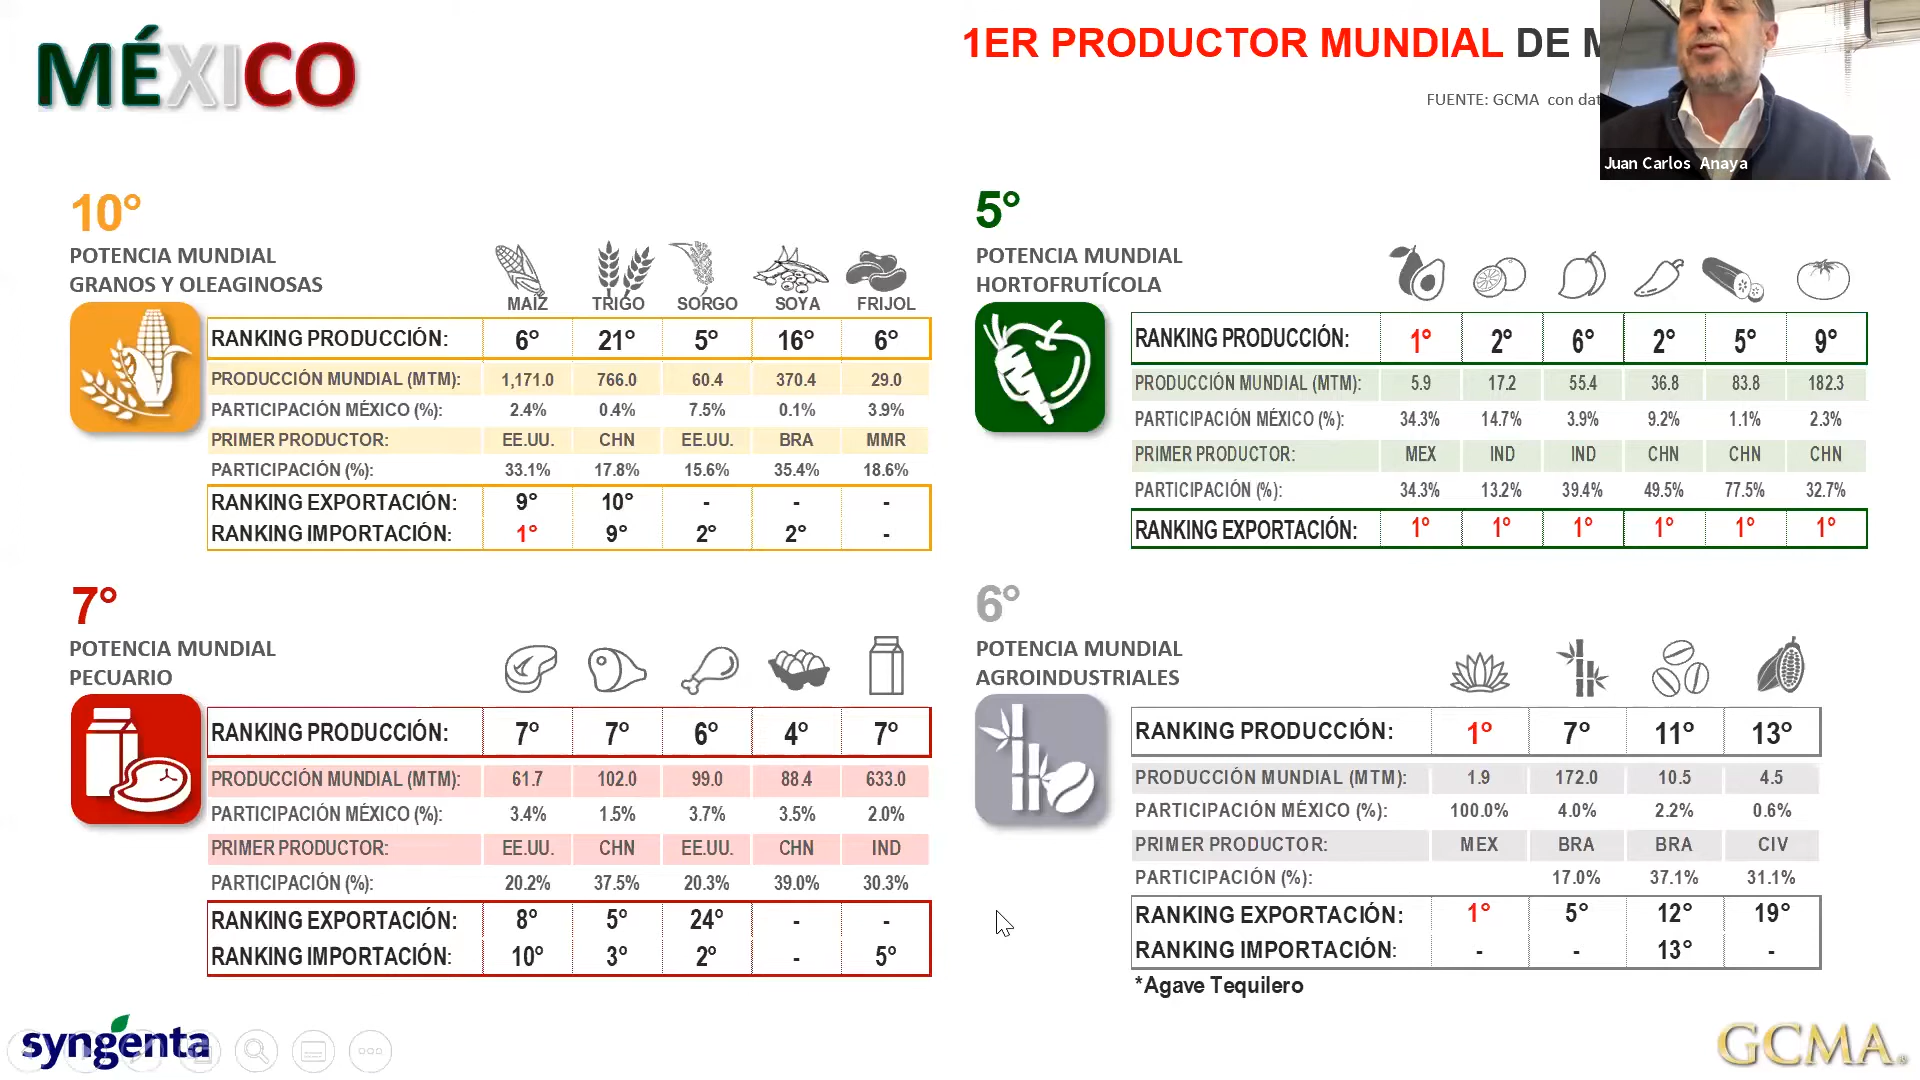 MÉXICO
1ER PRODUCTOR MUNDIAL DE
FUENTE: GCMA con
Juan Carlos Anaya
10°
POTENCIA MUNDIAL
GRANOS Y OLEAGINOSAS
MAÍZ TRIGO SORGO SOYA FRIJOL
RANKING PRODUCCIÓN: 6° 21° 5° 16° 6°
PRODUCCIÓN MUNDIAL (MTM): 1,171.0 766.0 60.4 370.4 29.0
PARTICIPACIÓN MÉXICO (%): 2.4% 0.4% 7.5% 0.1% 3.9%
PRIMER PRODUCTOR: EE.UU. CHN EE.UU. BRA MMR
PARTICIPACIÓN (%): 33.1% 17.8% 15.6% 35.4% 18.6%
RANKING EXPORTACIÓN: 9° 10° - - -
RANKING IMPORTACIÓN: 1° 9° 2° 2° -
5°
POTENCIA MUNDIAL
HORTOFRUTÍCOLA
RANKING PRODUCCIÓN: 1° 2° 6° 2° 5° 9°
PRODUCCIÓN MUNDIAL (MTM): 5.9 17.2 55.4 36.8 83.8 182.3
PARTICIPACIÓN MÉXICO (%): 34.3% 14.7% 3.9% 9.2% 1.1% 2.3%
PRIMER PRODUCTOR: MEX IND IND CHN CHN CHN
PARTICIPACIÓN (%): 34.3% 13.2% 39.4% 49.5% 77.5% 32.7%
RANKING EXPORTACIÓN: 1° 1° 1° 1° 1° 1°
7°
POTENCIA MUNDIAL
PECUARIO
RANKING PRODUCCIÓN: 7° 7° 6° 4° 7°
PRODUCCIÓN MUNDIAL (MTM): 61.7 102.0 99.0 88.4 633.0
PARTICIPACIÓN MÉXICO (%): 3.4% 1.5% 3.7% 3.5% 2.0%
PRIMER PRODUCTOR: EE.UU. CHN EE.UU. CHN IND
PARTICIPACIÓN (%): 20.2% 37.5% 20.3% 39.0% 30.3%
RANKING EXPORTACIÓN: 8° 5° 24° - -
RANKING IMPORTACIÓN: 10° 3° 2° - 5°
6°
POTENCIA MUNDIAL
AGROINDUSTRIALES
RANKING PRODUCCIÓN: 1° 7° 11° 13°
PRODUCCIÓN MUNDIAL (MTM): 1.9 172.0 10.5 4.5
PARTICIPACIÓN MÉXICO (%): 100.0% 4.0% 2.2% 0.6%
PRIMER PRODUCTOR: MEX BRA BRA CIV
PARTICIPACIÓN (%): 17.0% 37.1% 31.1%
RANKING EXPORTACIÓN: 1° 5° 12° 19°
RANKING IMPORTACIÓN: - - 13° -
*Agave Tequilero
syngenta
GCMA